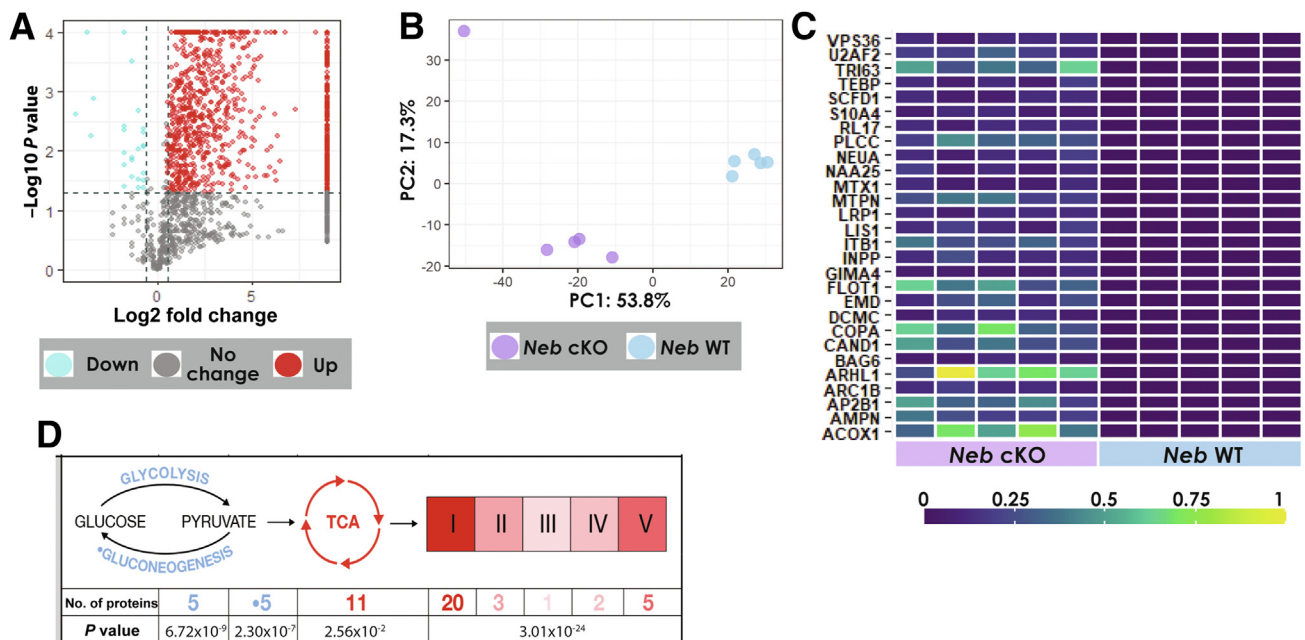 A
4
3
2
1
0
−Log10 P value
0
5
Log2 fold change
Down
No change
Up
B
30
20
10
0
-10
-20
PC2: 17.3%
-40
-20
0
20
PC1: 53.8%
Neb cKO
Neb WT
C
VPS36
U2AF2
TRI63
TEBP
SCFD1
S10A4
RL17
PLCC
NEUA
NAA25
MTX1
MTPN
LRP1
LIS1
ITB1
INPP
GIMA4
FLOT1
EMD
DCMC
COPA
CAND1
BAG6
ARHL1
ARC1B
AP2B1
AMPN
ACOX1
Neb cKO
Neb WT
0 0.25 0.5 0.75 1
D
GLYCOLYSIS
GLUCOSE PYRUVATE TCA I II III IV V
•GLUCONEOGENESIS
No. of proteins 5 •5 11 20 3 1 2 5
P value 6.72x10-9 2.30x10-7 2.56x10-2 3.01x10-24